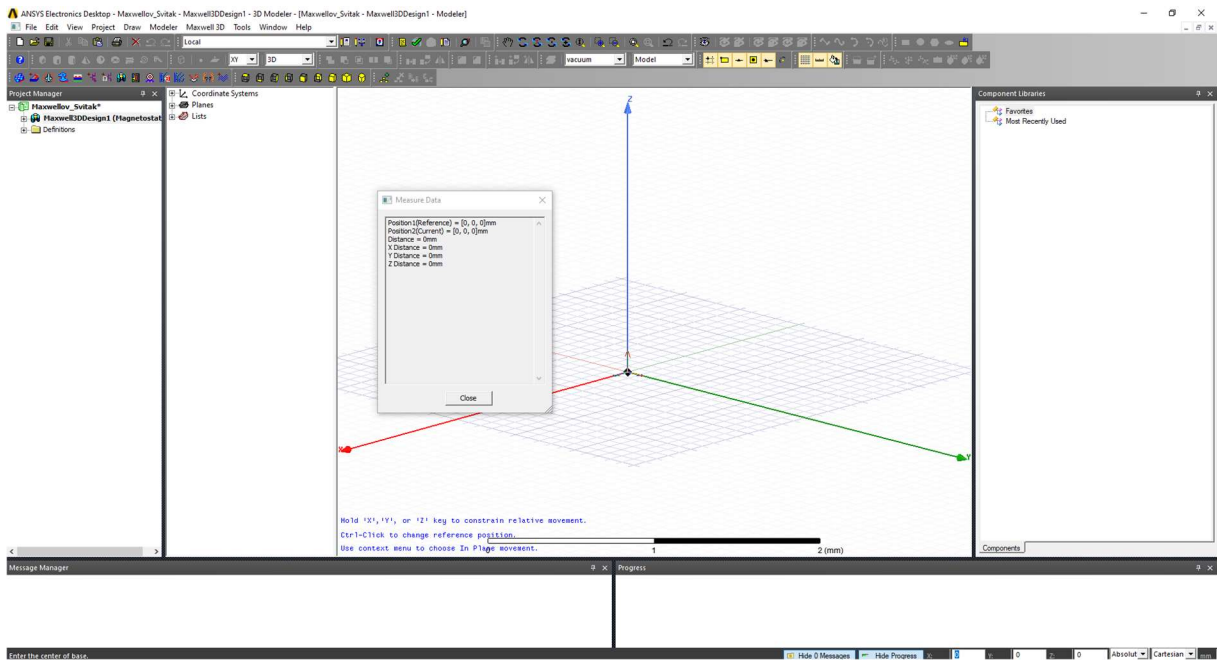 ANSYS Electronics Desktop - Maxwellov_Svitak - Maxwell3DDesign1 - 3D Modeler - [Maxwellov_Svitak - Maxwell3DDesign1 - Modeler]
File Edit View Project Draw Modeler Maxwell 3D Tools Window Help
Local
XY 3D vacuum Model
Project Manager
Maxwellov_Svitak*
Maxwell3DDesign1 (Magnetostat
Definitions
Coordinate Systems
Planes
Lists
Z
X
Y
Measure Data
Position1(Reference) = [0, 0, 0]mm
Position2(Current) = [0, 0, 0]mm
Distance = 0mm
X Distance = 0mm
Y Distance = 0mm
Z Distance = 0mm
Close
Hold 'X','Y', or 'Z' key to constrain relative movement.
Ctrl-Click to change reference position.
Use context menu to choose In Plane movement.
0 1 2 (mm)
Component Libraries
Favorites
Most Recently Used
Components
Message Manager
Progress
Enter the center of base.
Hide 0 Messages Hide Progress X: 0 Y: 0 Z: 0 Absolut Cartesian mm